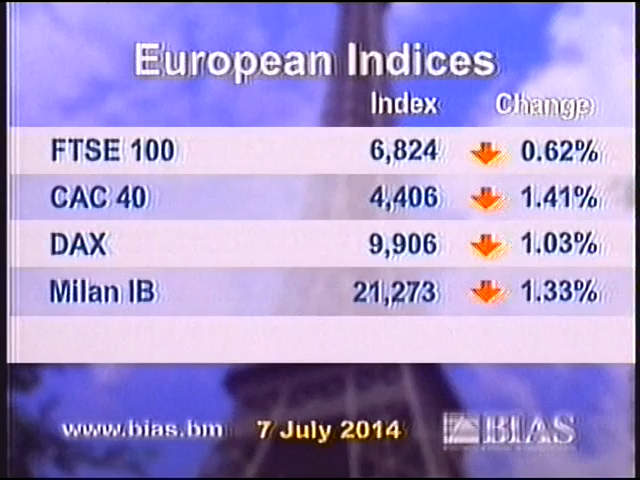 European Indices
Index Change
FTSE 100 6,824 0.62%
CAC 40 4,406 1.41%
DAX 9,906 1.03%
Milan IB 21,273 1.33%
www.bias.bm 7 July 2014 BIAS